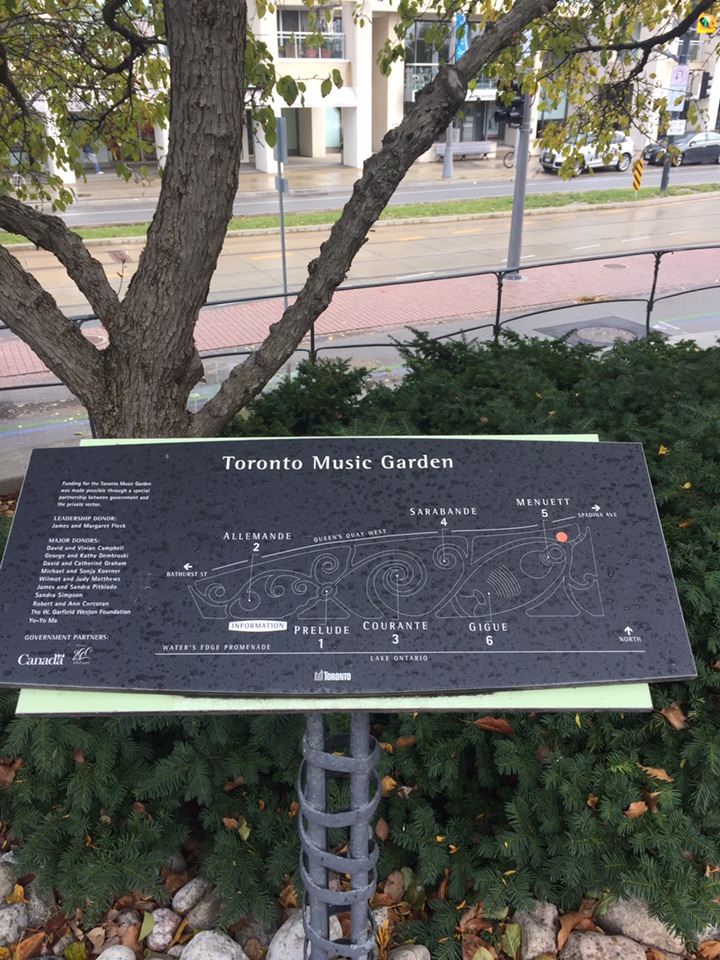 Toronto Music Garden
Funding for the Toronto Music Garden
was made possible through a special
partnership between government and
the private sector.
LEADERSHIP DONOR:
James and Margaret Fleck
MAJOR DONORS:
David and Vivian Campbell
George and Kathy Dembroski
David and Catherine Graham
Michael and Sonja Koerner
Wilmot and Judy Matthews
James and Sandra Pitblado
Sandra Simpson
Robert and Ann Corcoran
The W. Garfield Weston Foundation
Yo-Yo Ma
GOVERNMENT PARTNERS:
Canada
BATHURST ST
ALLEMANDE
2
QUEEN'S QUAY WEST
SARABANDE
4
MENUETT
5
SPADINA AVE
INFORMATION
PRELUDE
1
COURANTE
3
GIGUE
6
NORTH
WATER'S EDGE PROMENADE
LAKE ONTARIO
TORONTO